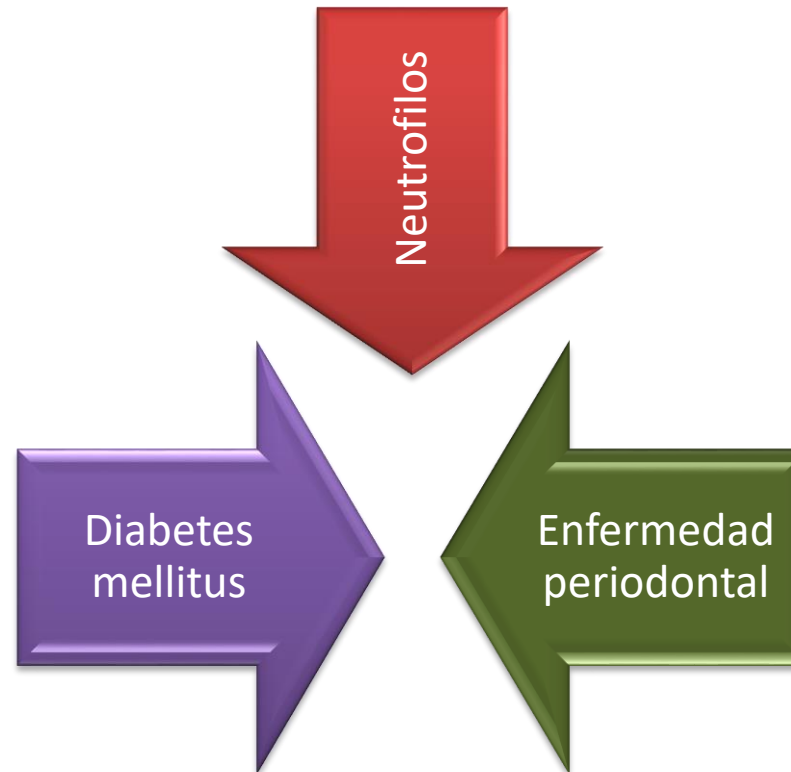 Neutrofilos
Diabetes
mellitus
Enfermedad
periodontal